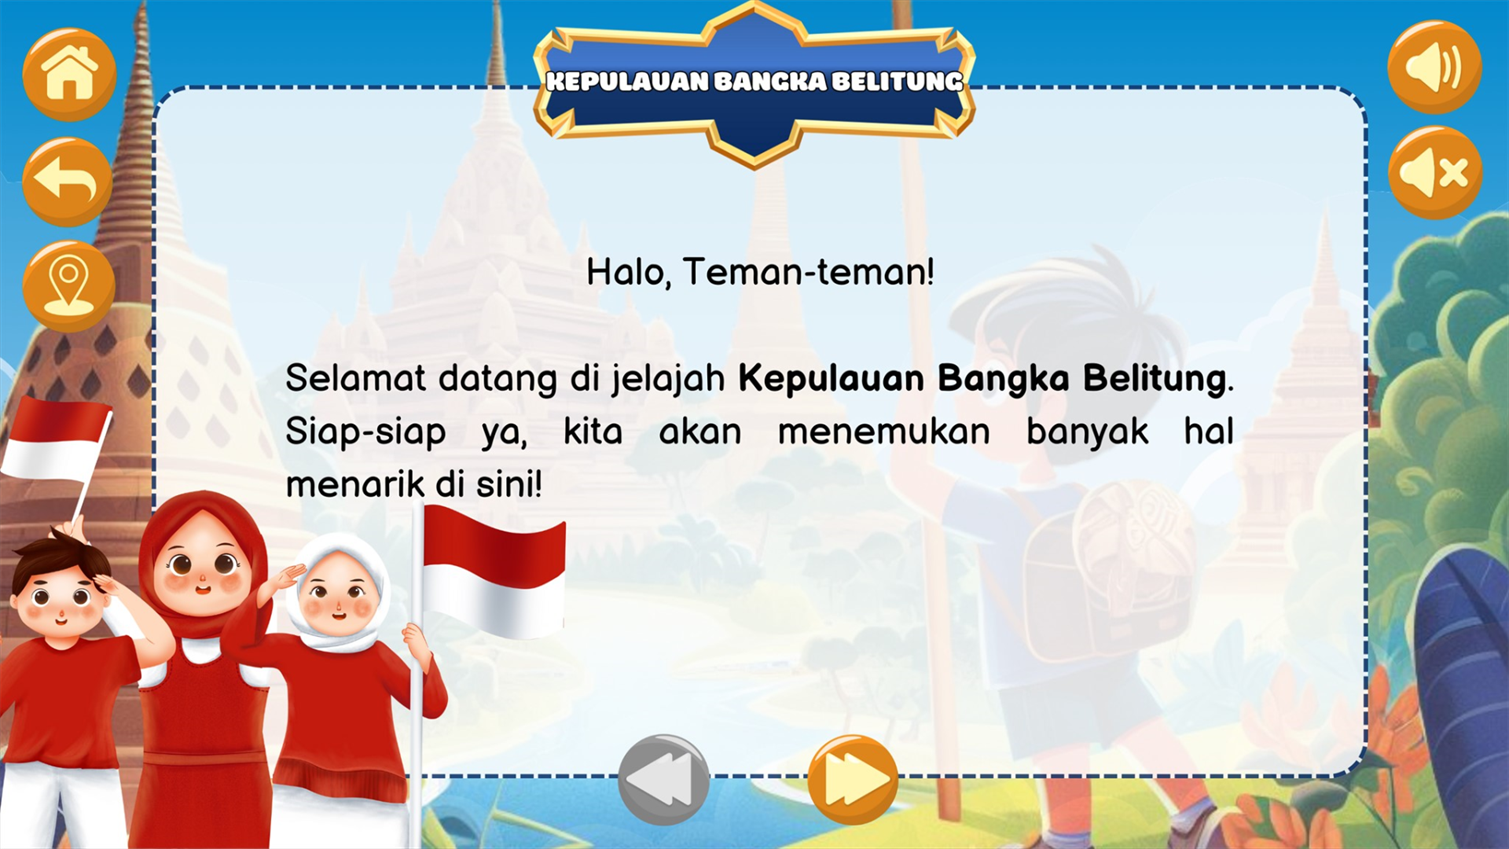 KEPULAUAN BANGKA BELITUNG
Halo, Teman-teman!
Selamat datang di jelajah Kepulauan Bangka Belitung.
Siap-siap ya, kita akan menemukan banyak hal
menarik di sini!